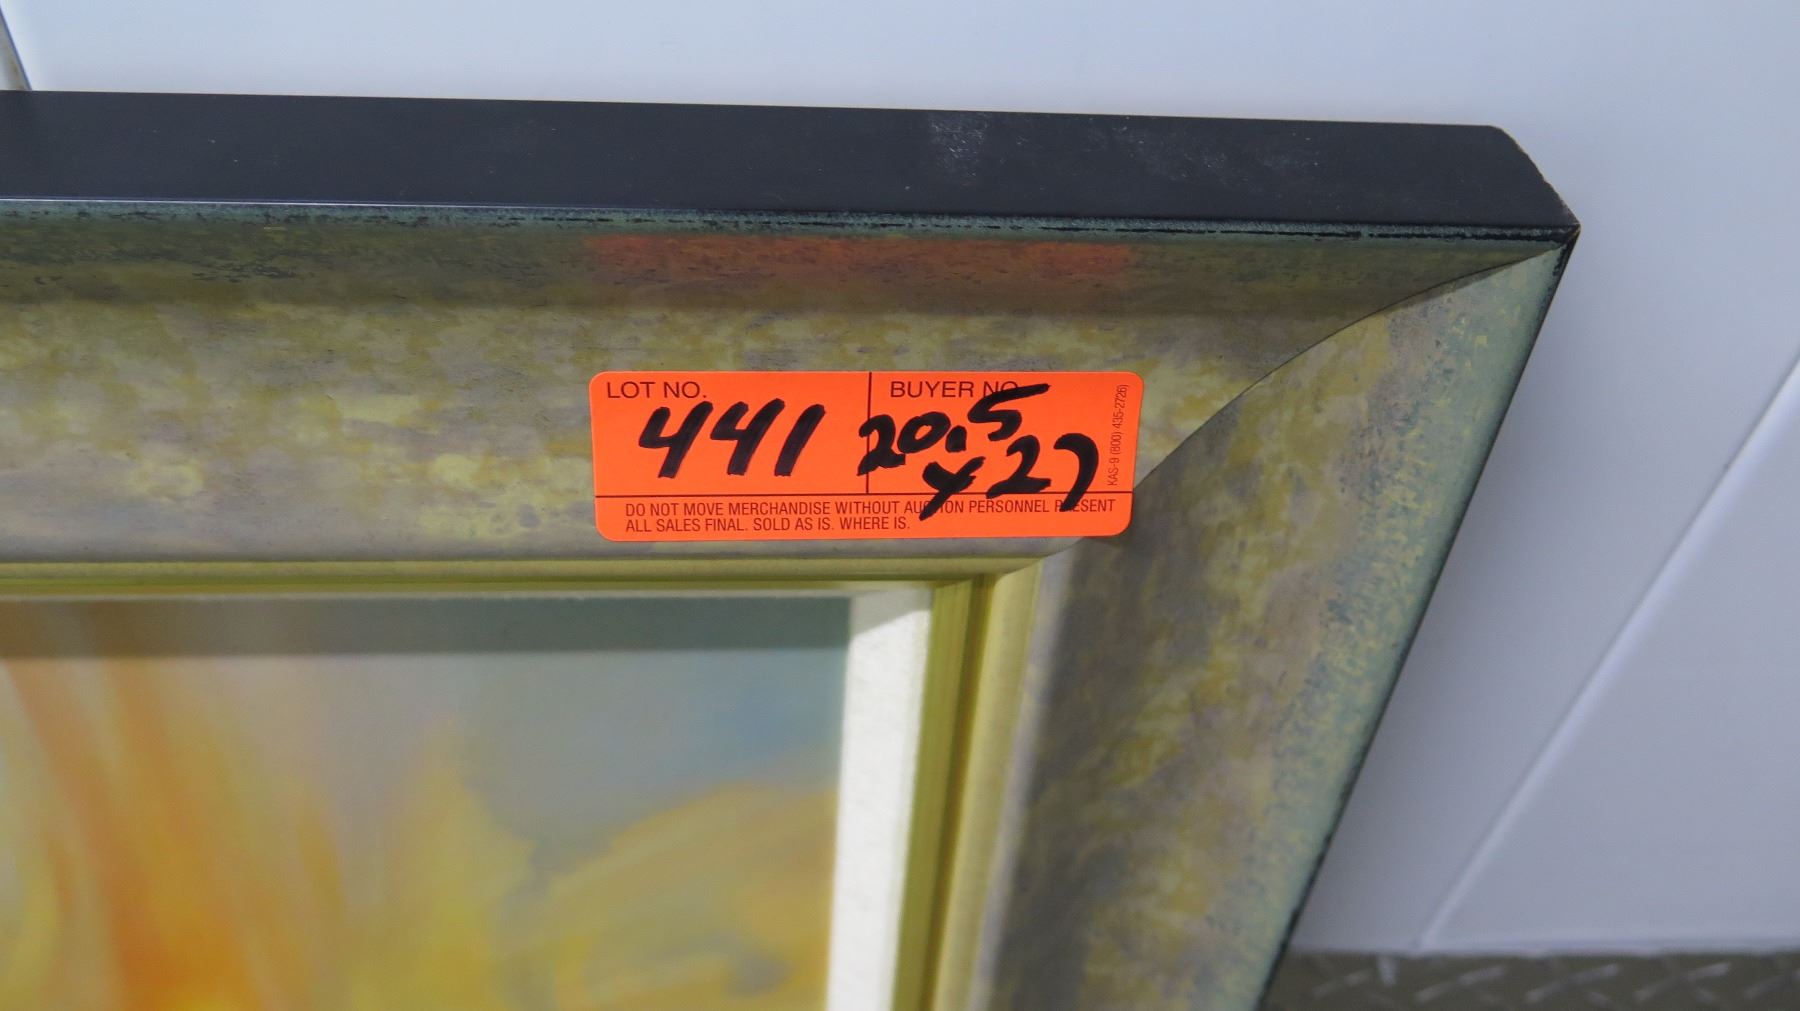 LOT NO. BUYER NO.
441 20.5
x 27
DO NOT MOVE MERCHANDISE WITHOUT AUCTION PERSONNEL PRESENT
ALL SALES FINAL. SOLD AS IS. WHERE IS.
KAS-9 (800) 435-2726)